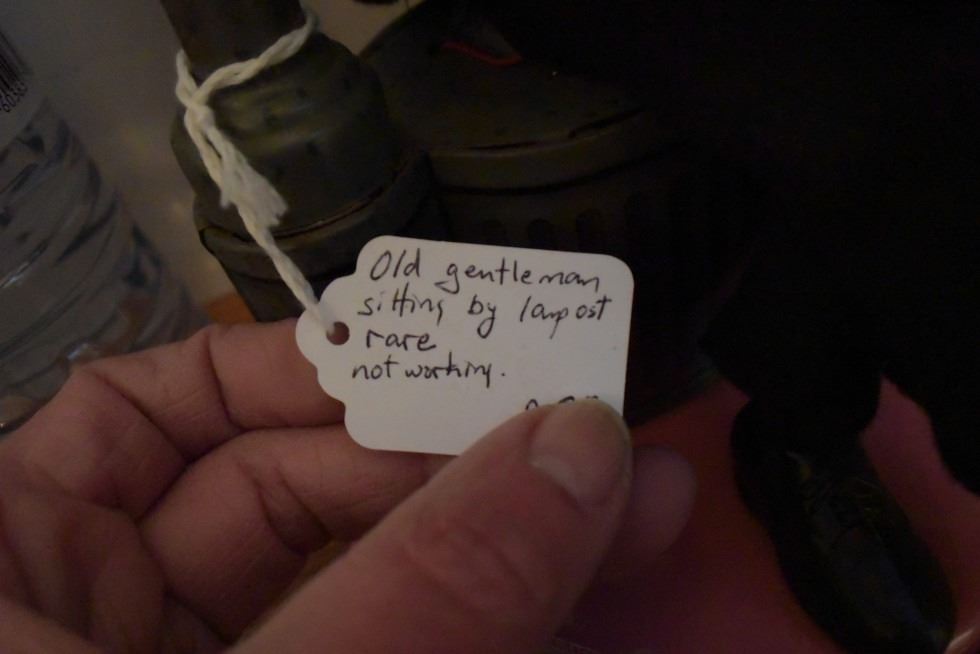 Old gentleman
sitting by lampost
rare
not working.